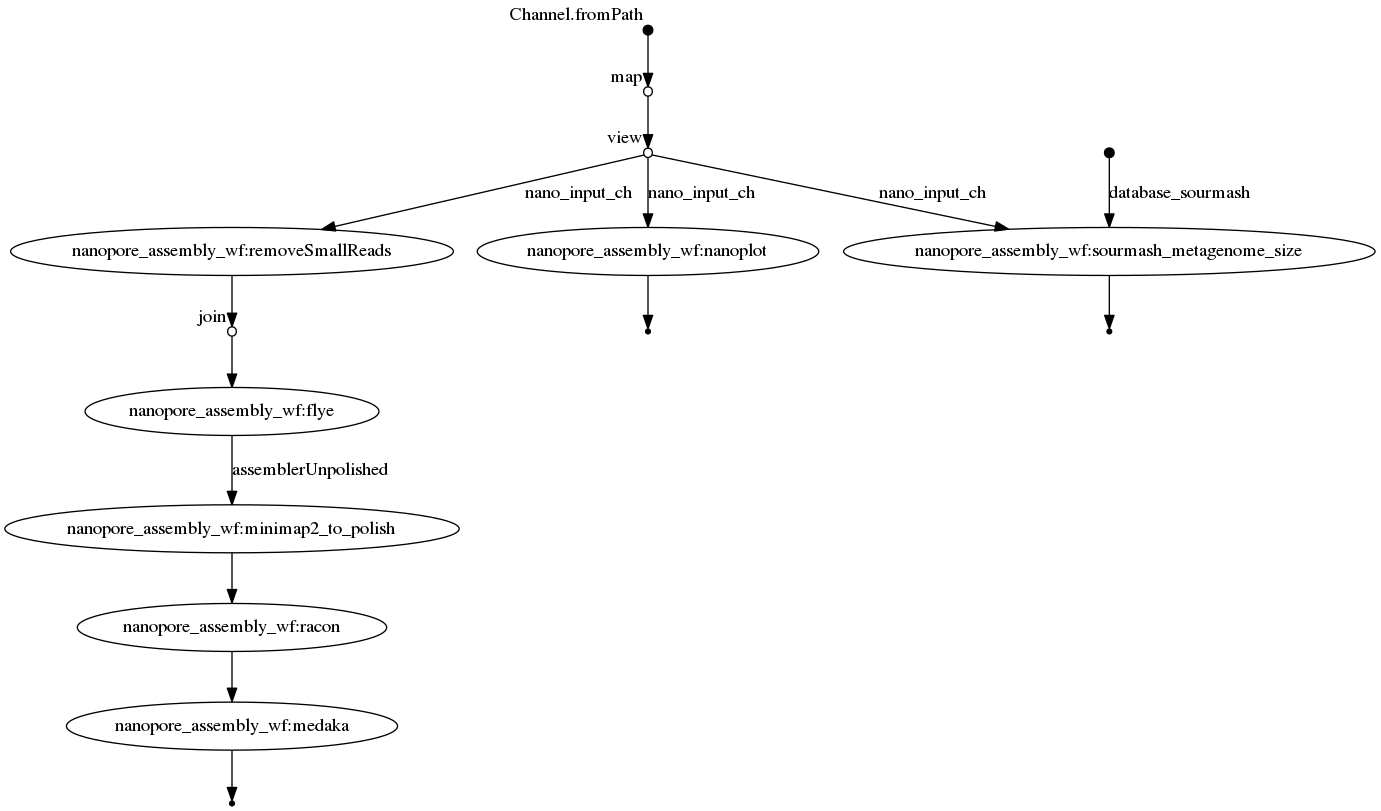 Channel.fromPath
map
view
nano_input_ch
nano_input_ch
nano_input_ch
database_sourmash
nanopore_assembly_wf:removeSmallReads
nanopore_assembly_wf:nanoplot
nanopore_assembly_wf:sourmash_metagenome_size
join
nanopore_assembly_wf:flye
assemblerUnpolished
nanopore_assembly_wf:minimap2_to_polish
nanopore_assembly_wf:racon
nanopore_assembly_wf:medaka